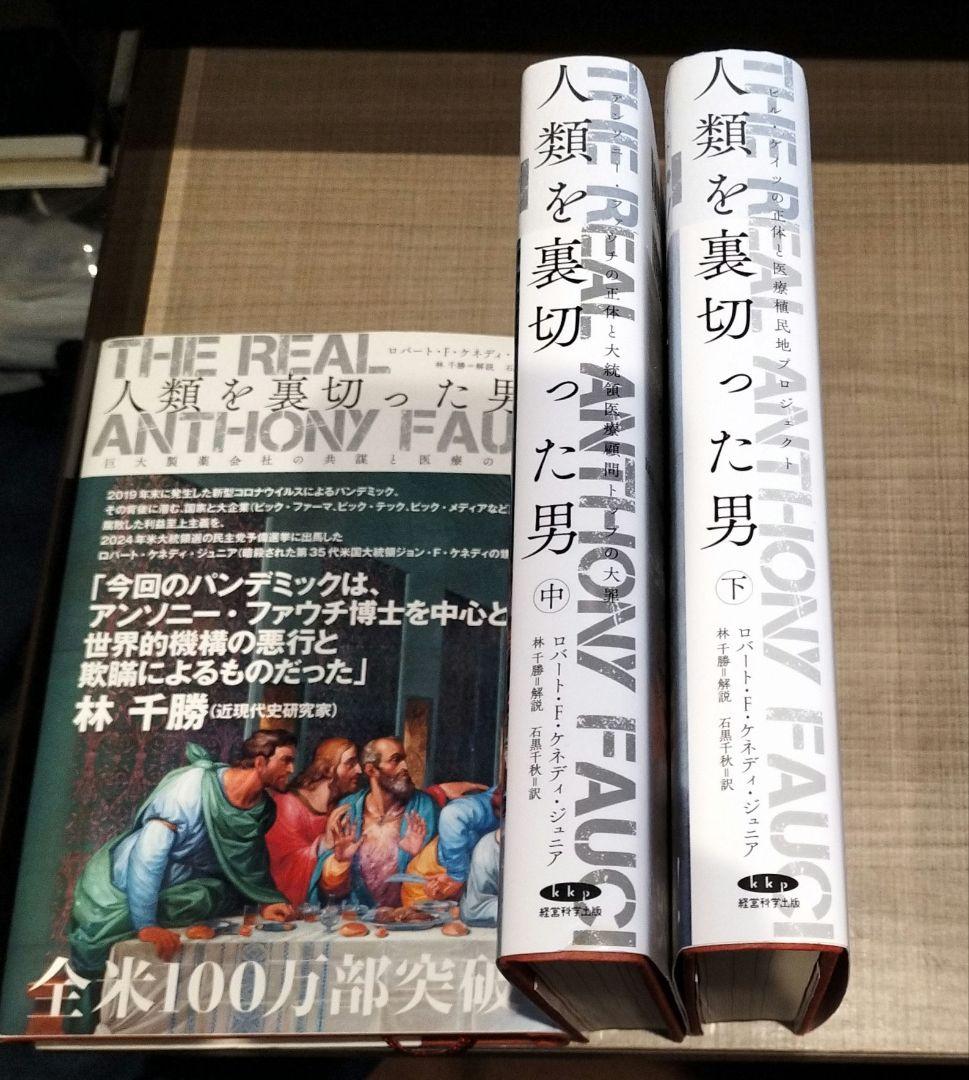 THE REAL
ロバート・F・ケネディ・
林 千勝=解説 石
人類を裏切った男
ANTHONY FAU
巨大製薬会社の共謀と医療の
2019年末に発生した新型コロナウイルスによるパンデミック。
その背後に潜む、国家と大企業(ビック・ファーマ、ビック・テック、ビック・メディアなど)
腐敗した利益至上主義を、
2024年米大統領選の民主党予備選挙に出馬した
ロバート・ケネディ・ジュニア(暗殺された第35代米国大統領ジョン・F・ケネディの甥
「今回のパンデミックは、
アンソニー・ファウチ博士を中心と
世界的機構の悪行と
欺瞞によるものだった」
林 千勝(近現代史研究家)
全米100万部突破
THE REAL ANTHONY FAUCI
アンソニー・ファウチの正体と大統領医療顧問トップの大罪
人類を裏切った男 中
ロバート・F・ケネディ・ジュニア
林 千勝=解説 石黒千秋=訳
kkp
経営科学出版
THE REAL ANTHONY FAUCI
ビル・ゲイツの正体と医療植民地プロジェクト
人類を裏切った男 下
ロバート・F・ケネディ・ジュニア
林 千勝=解説 石黒千秋=訳
kkp
経営科学出版